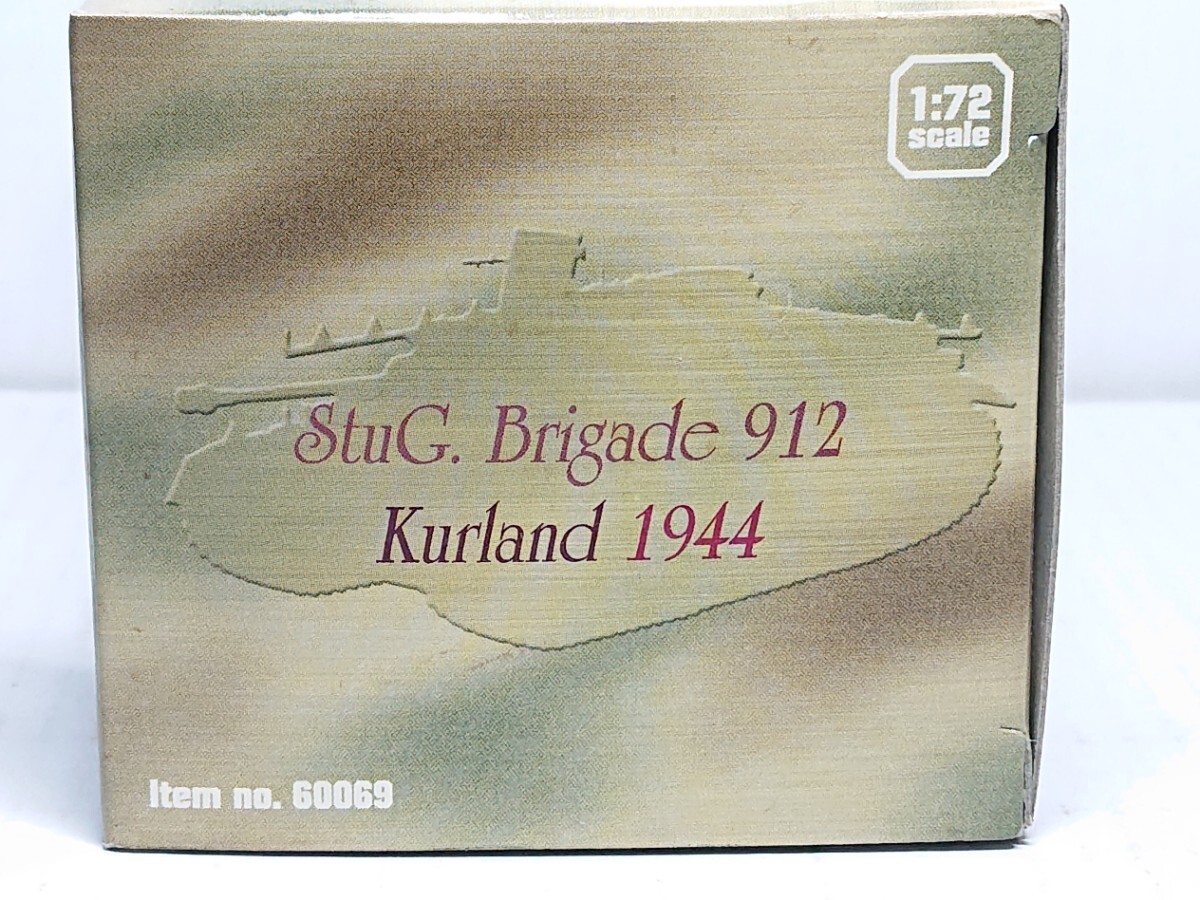 1:72
scale
StuG. Brigade 912
Kurland 1944
Item no. 60069